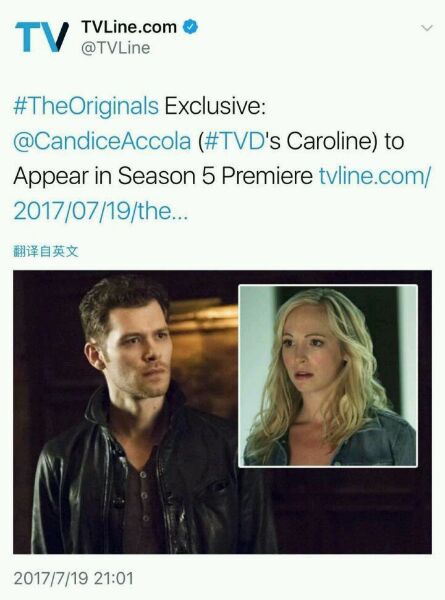 TV
TVLine.com
@TVLine
#TheOriginals Exclusive:
@CandiceAccola (#TVD's Caroline) to
Appear in Season 5 Premiere tvline.com/
2017/07/19/the...
翻译自英文
2017/7/19 21:01